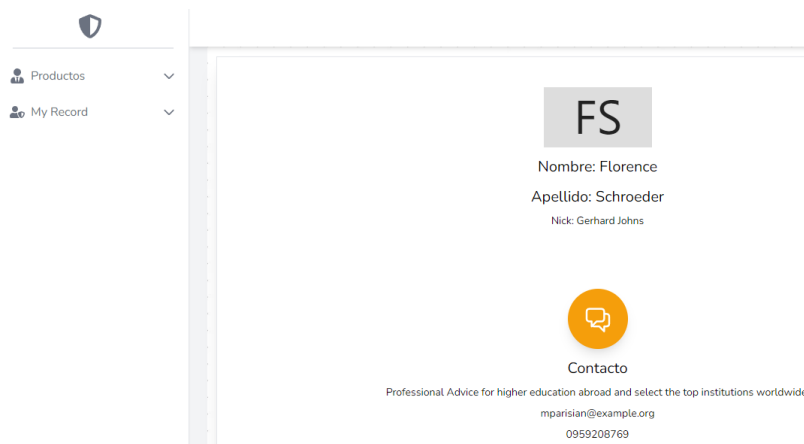 Productos
My Record
FS
Nombre: Florence
Apellido: Schroeder
Nick: Gerhard Johns
Contacto
Professional Advice for higher education abroad and select the top institutions worldwide
mparisian@example.org
0959208769